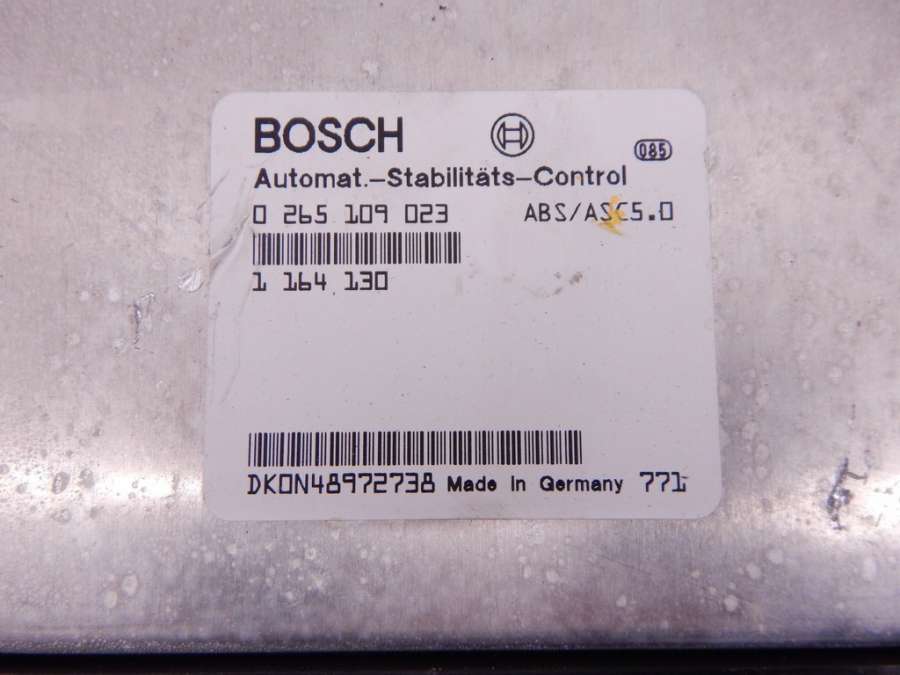 BOSCH
085
Automat.-Stabilitäts-Control
0 265 109 023 ABS/ASC5.0
1 164 130
DK0N48972738 Made in Germany 771